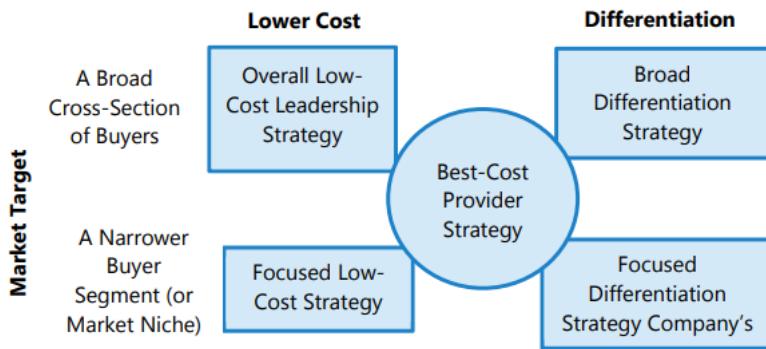 Lower Cost
Differentiation
Market Target
A Broad
Cross-Section
of Buyers
Overall Low-
Cost Leadership
Strategy
Broad
Differentiation
Strategy
Best-Cost
Provider
Strategy
A Narrower
Buyer
Segment (or
Market Niche)
Focused Low-
Cost Strategy
Focused
Differentiation
Strategy Company's